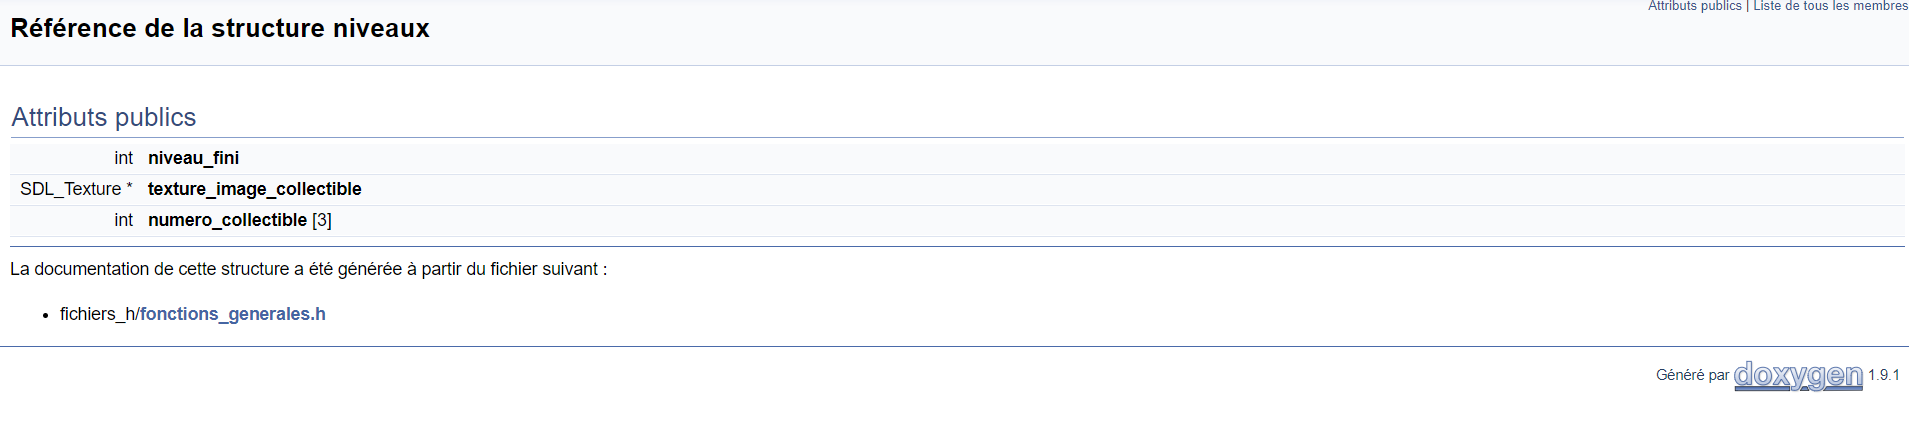 Attributs publics | Liste de tous les membres
Référence de la structure niveaux
Attributs publics
int niveau_fini
SDL_Texture * texture_image_collectible
int numero_collectible [3]
La documentation de cette structure a été générée à partir du fichier suivant :
• fichiers_h/fonctions_generales.h
Généré par doxygen 1.9.1